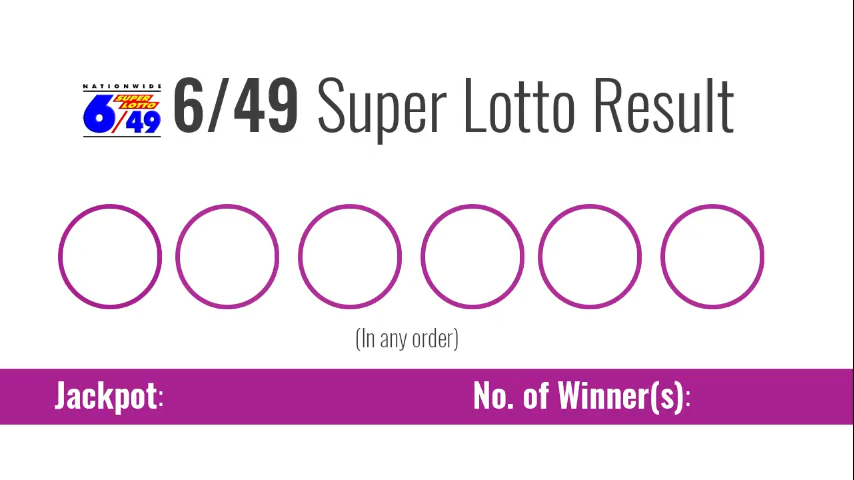 NATIONWIDE
6/49 SUPER LOTTO
6/49 Super Lotto Result
(In any order)
Jackpot: No. of Winner(s):